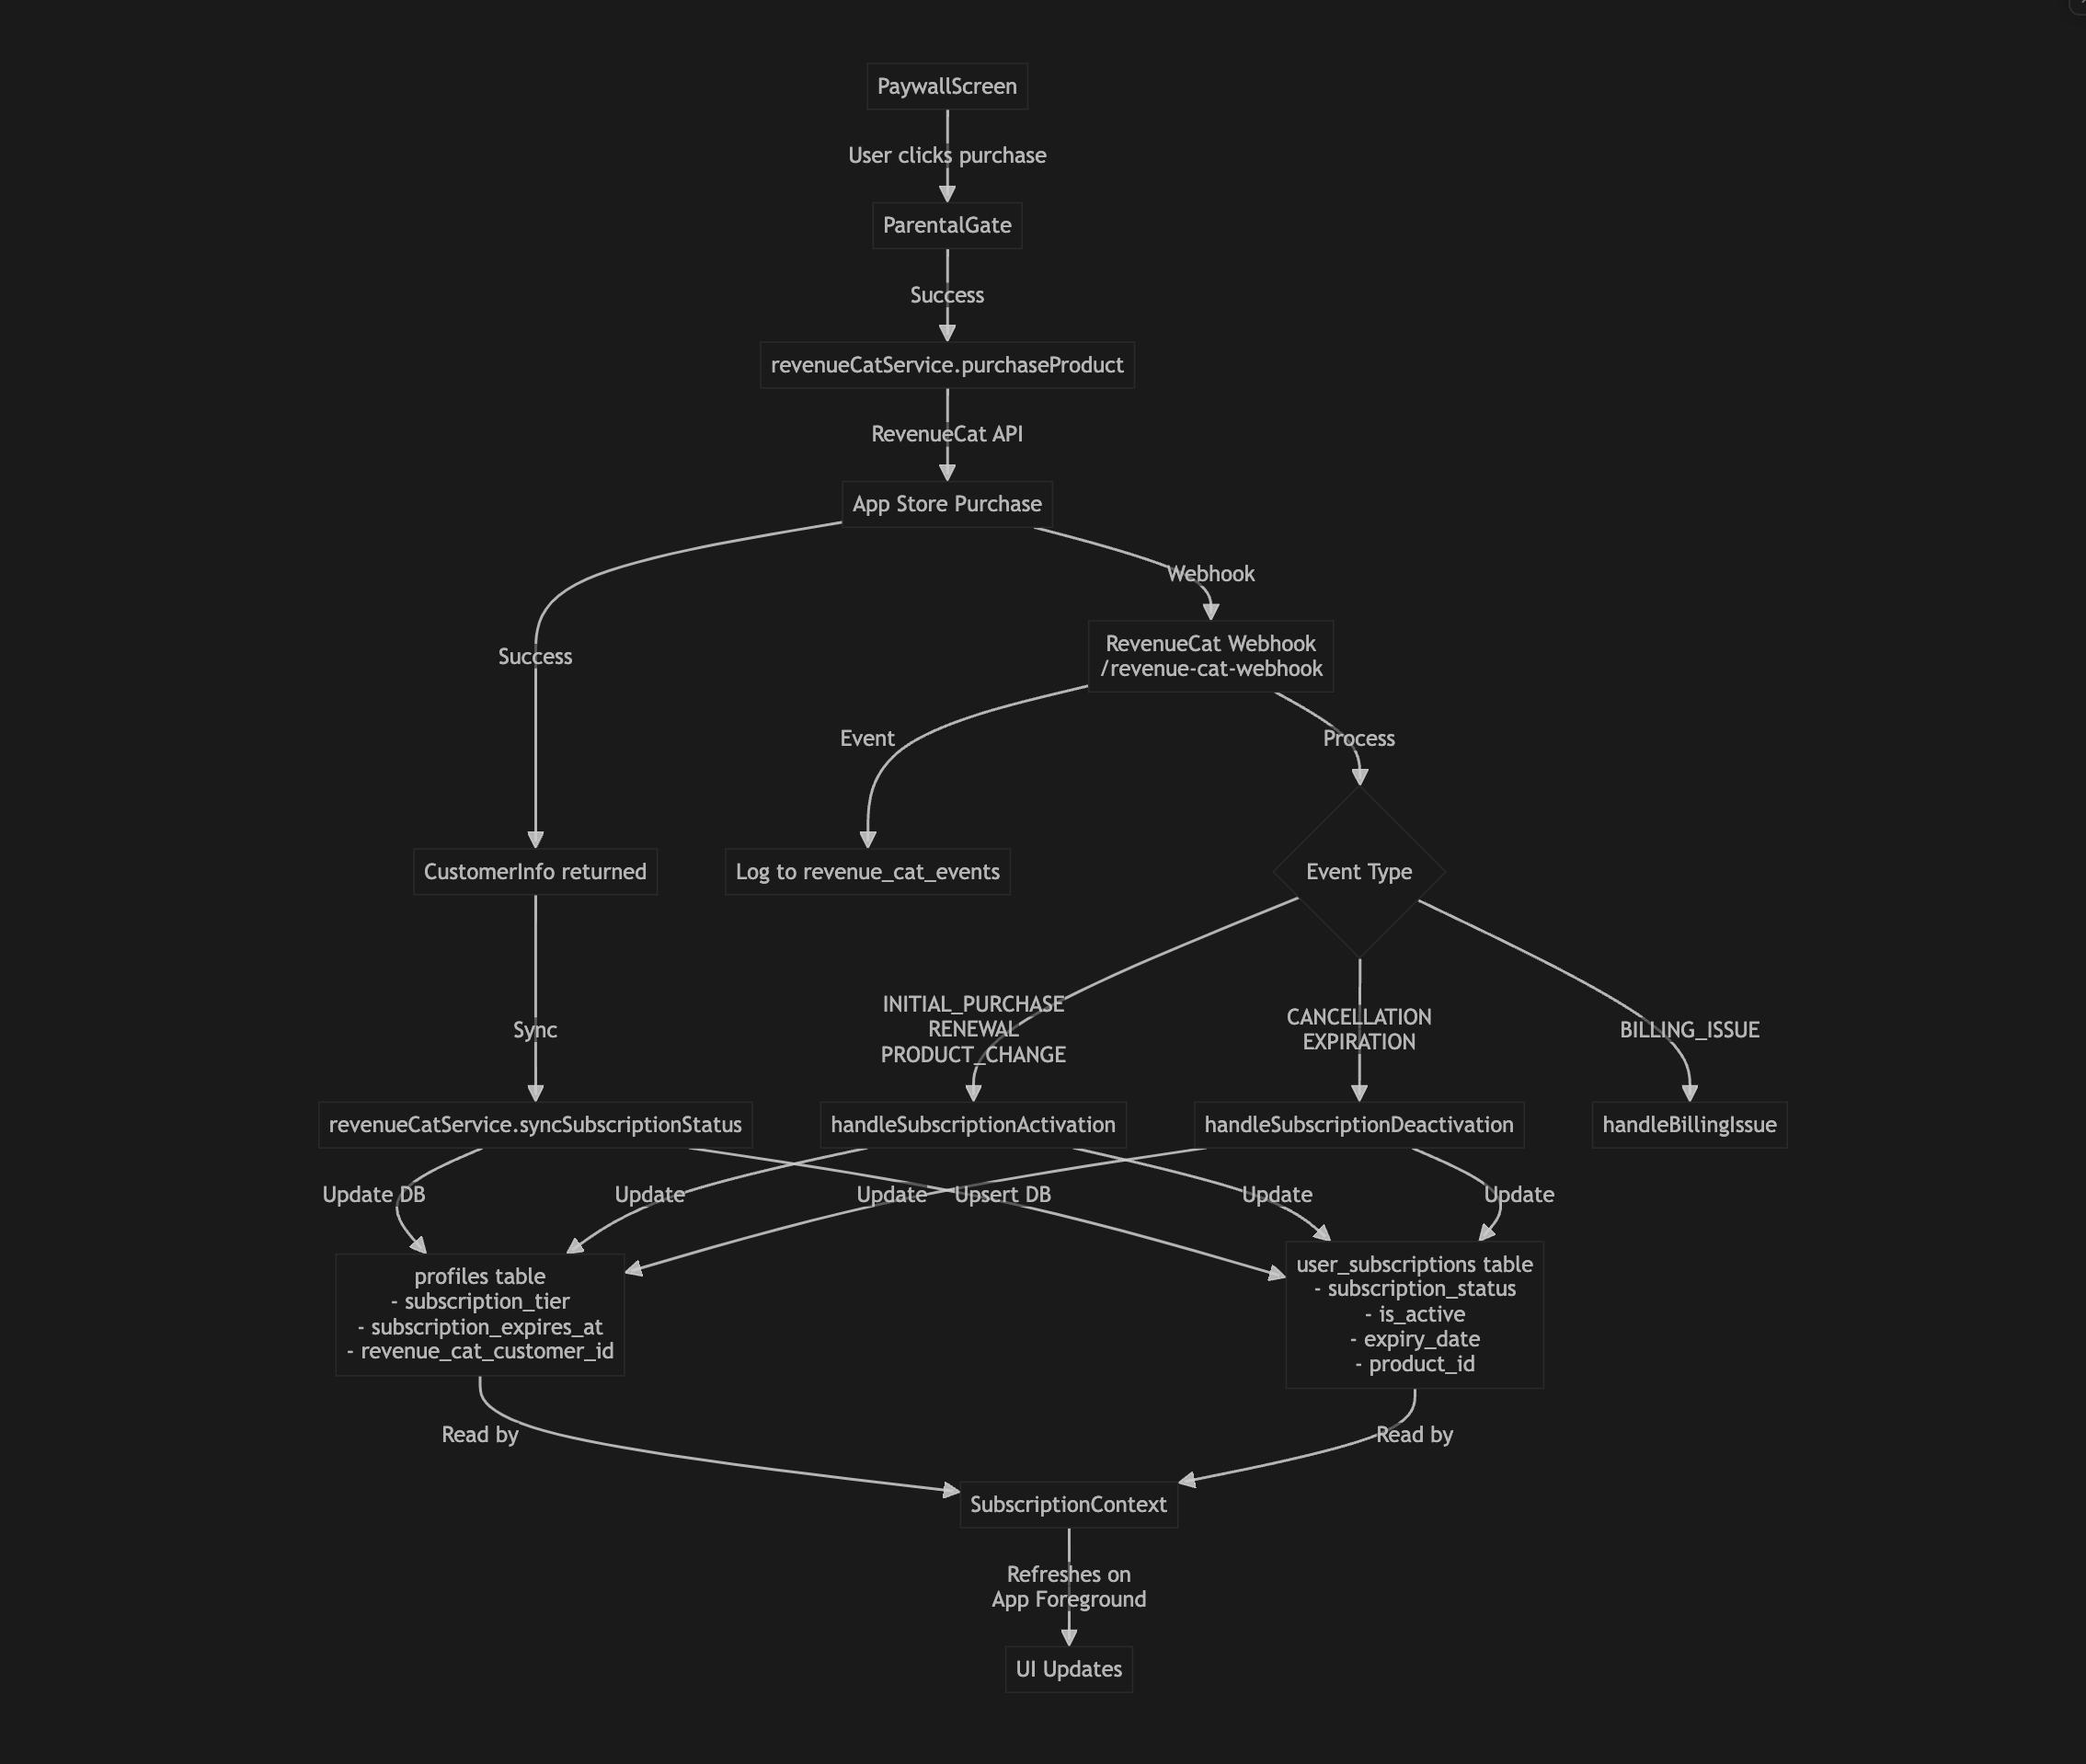 PaywallScreen
User clicks purchase
ParentalGate
Success
revenueCatService.purchaseProduct
RevenueCat API
App Store Purchase
Webhook
RevenueCat Webhook
/revenue-cat-webhook
Success
Event
Process
CustomerInfo returned
Log to revenue_cat_events
Event Type
Sync
INITIAL_PURCHASE
RENEWAL
PRODUCT_CHANGE
CANCELLATION
EXPIRATION
BILLING_ISSUE
revenueCatService.syncSubscriptionStatus
handleSubscriptionActivation
handleSubscriptionDeactivation
handleBillingIssue
Update DB
Update
Update
Upsert DB
Update
Update
profiles table
- subscription_tier
- subscription_expires_at
- revenue_cat_customer_id
user_subscriptions table
- subscription_status
- is_active
- expiry_date
- product_id
Read by
Read by
SubscriptionContext
Refreshes on
App Foreground
UI Updates